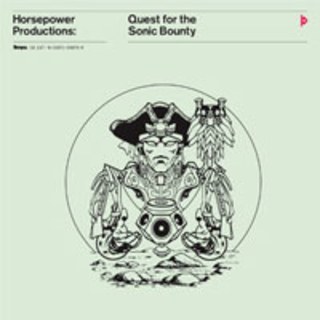 Horsepower
Productions:
Quest for the
Sonic Bounty
Tempa